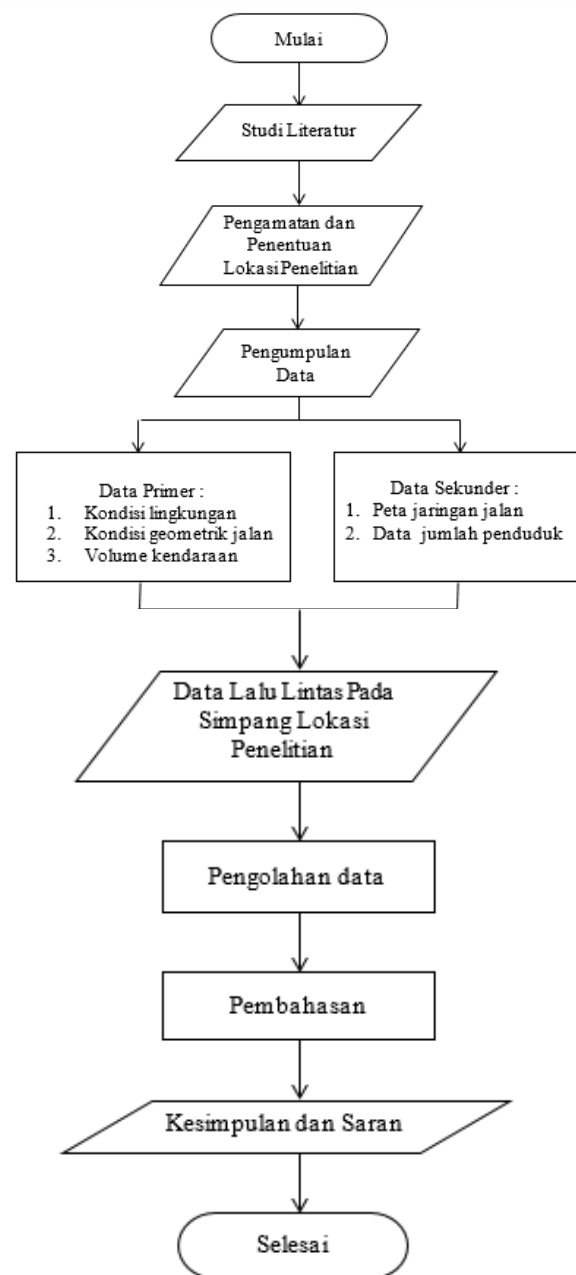 Mulai
Studi Literatur
Pengamatan dan
Penentuan
Lokasi Penelitian
Pengumpulan
Data
Data Primer :
1. Kondisi lingkungan
2. Kondisi geometrik jalan
3. Volume kendaraan
Data Sekunder :
1. Peta jaringan jalan
2. Data jumlah penduduk
Data Lalu Lintas Pada
Simpang Lokasi
Penelitian
Pengolahan data
Pembahasan
Kesimpulan dan Saran
Selesai